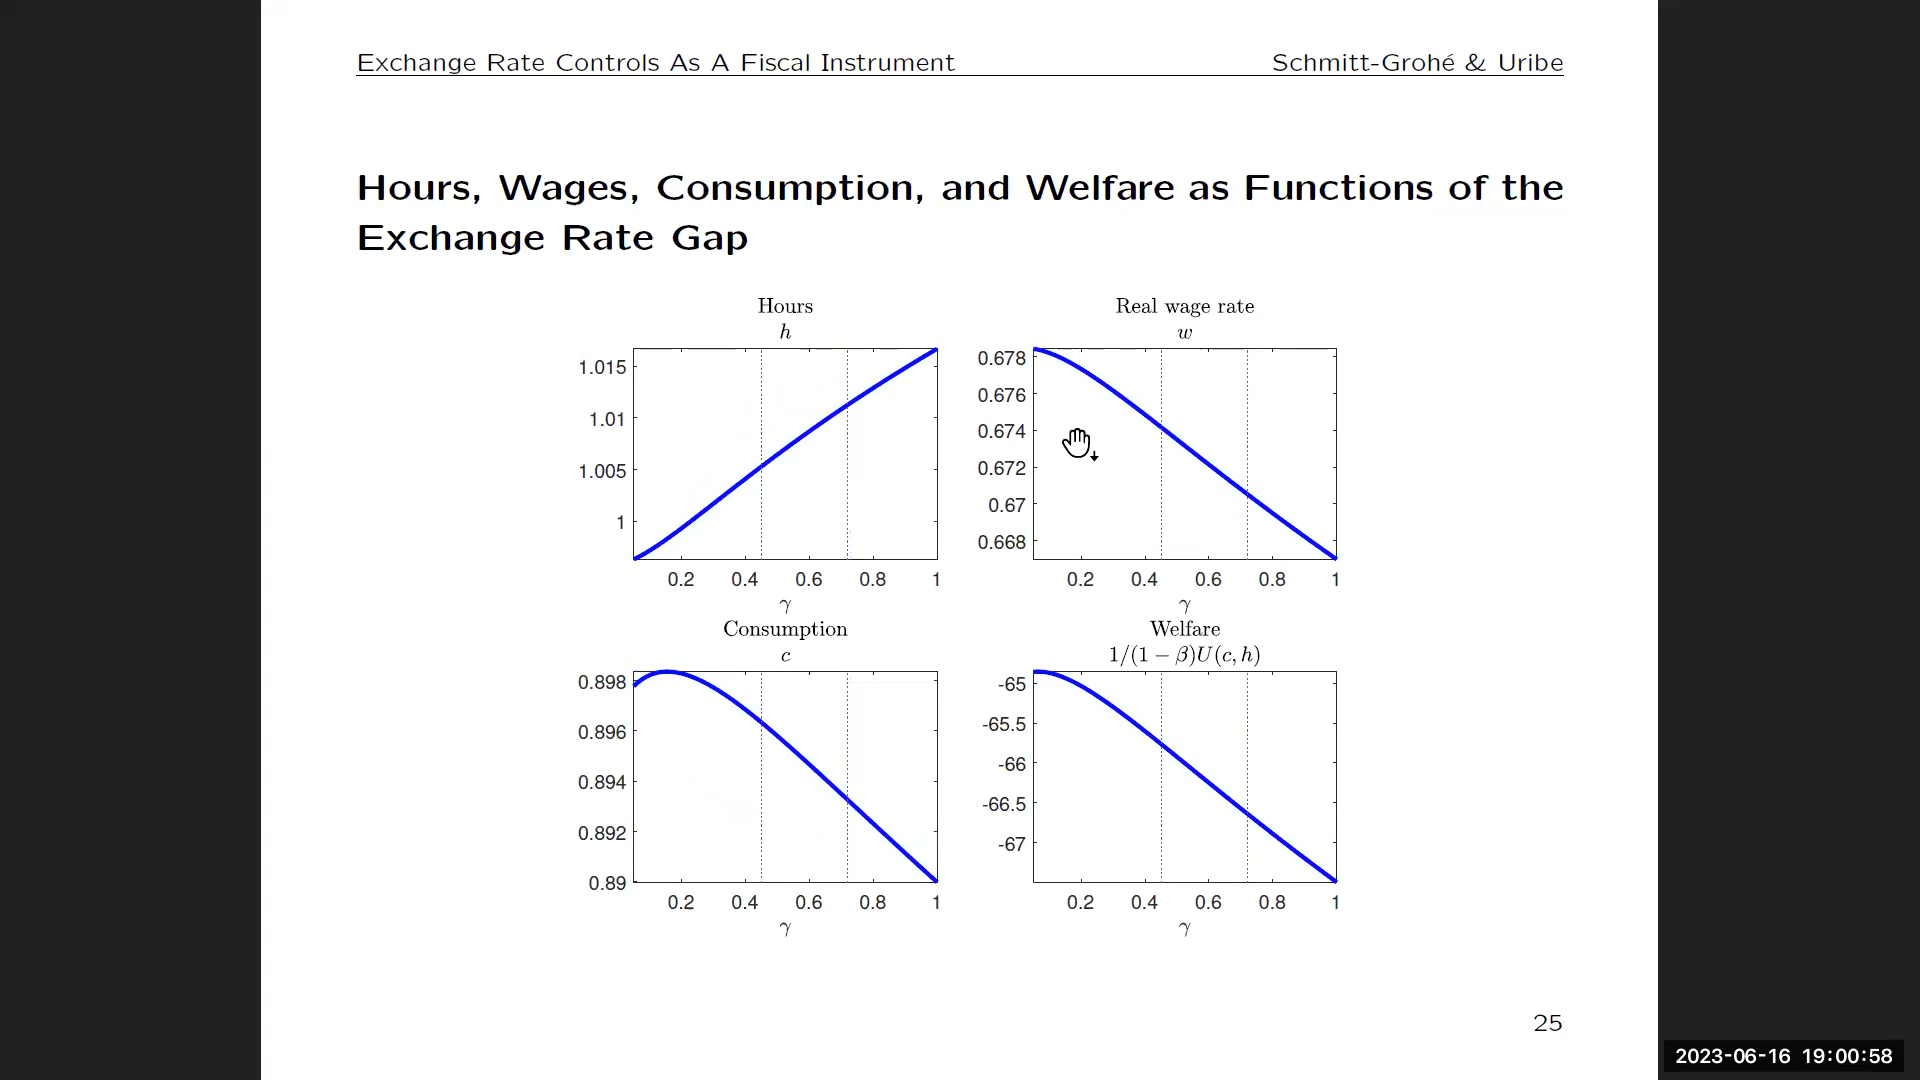 Exchange Rate Controls As A Fiscal Instrument Schmitt-Grohé & Uribe
Hours, Wages, Consumption, and Welfare as Functions of the
Exchange Rate Gap
Hours
h
1.015
1.01
1.005
1
0.2 0.4 0.6 0.8 1
γ
Real wage rate
w
0.678
0.676
0.674
0.672
0.67
0.668
0.2 0.4 0.6 0.8 1
γ
Consumption
c
0.898
0.896
0.894
0.892
0.89
0.2 0.4 0.6 0.8 1
γ
Welfare
1/(1 − β)U(c, h)
-65
-65.5
-66
-66.5
-67
0.2 0.4 0.6 0.8 1
γ
25
2023-06-16 19:00:58